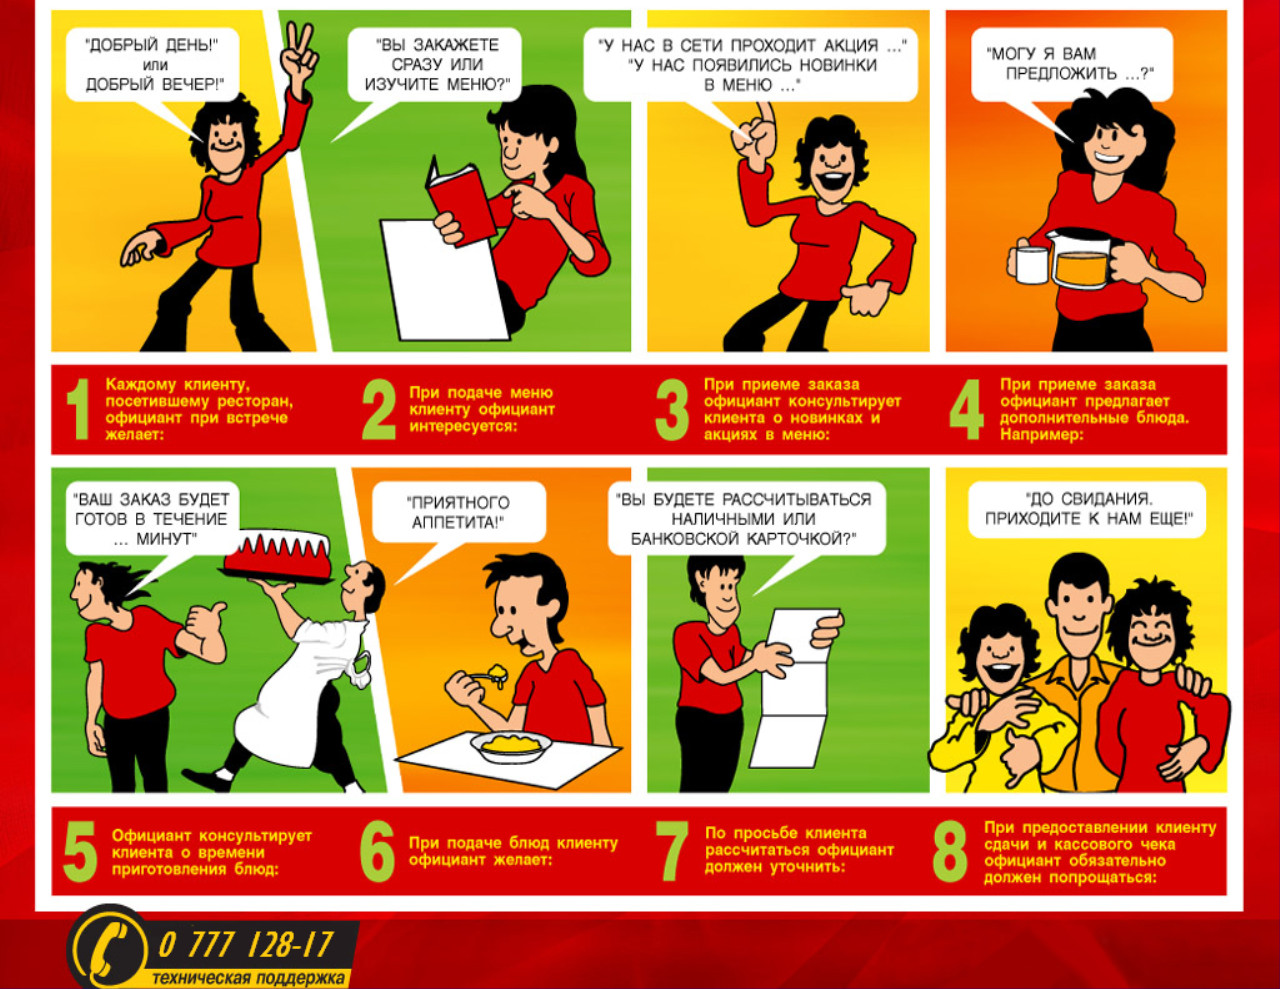 "ДОБРЫЙ ДЕНЬ!"
или
ДОБРЫЙ ВЕЧЕР!"
"ВЫ ЗАКАЖЕТЕ
СРАЗУ ИЛИ
ИЗУЧИТЕ МЕНЮ?"
"У НАС В СЕТИ ПРОХОДИТ АКЦИЯ ..."
"У НАС ПОЯВИЛИСЬ НОВИНКИ
В МЕНЮ ..."
"МОГУ Я ВАМ
ПРЕДЛОЖИТЬ ...?"
1 Каждому клиенту,
посетившему ресторан,
официант при встрече
желает:
2 При подаче меню
клиенту официант
интересуется:
3 При приеме заказа
официант консультирует
клиента о новинках и
акциях в меню:
4 При приеме заказа
официант предлагает
дополнительные блюда.
Например:
"ВАШ ЗАКАЗ БУДЕТ
ГОТОВ В ТЕЧЕНИЕ
... МИНУТ"
"ПРИЯТНОГО
АППЕТИТА!"
"ВЫ БУДЕТЕ РАССЧИТЫВАТЬСЯ
НАЛИЧНЫМИ ИЛИ
БАНКОВСКОЙ КАРТОЧКОЙ?"
"ДО СВИДАНИЯ.
ПРИХОДИТЕ К НАМ ЕЩЕ!"
5 Официант консультирует
клиента о времени
приготовления блюд:
6 При подаче блюд клиенту
официант желает:
7 По просьбе клиента
рассчитаться официант
должен уточнить:
8 При предоставлении клиенту
сдачи и кассового чека
официант обязательно
должен попрощаться:
0 777 128-17
техническая поддержка